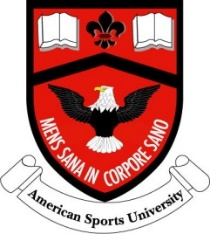 MENS SANA IN CORPORE SANO
American Sports University